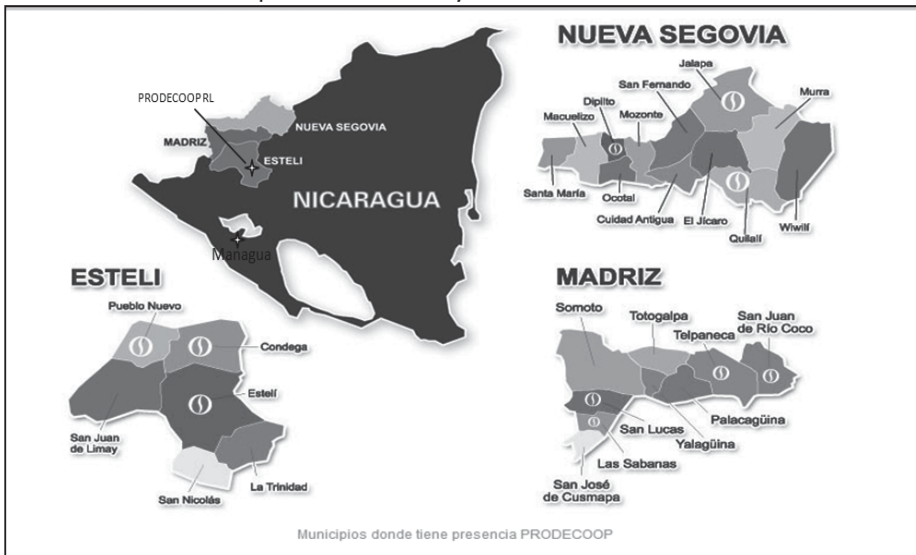 PRODECOOP RL
NUEVA SEGOVIA
MADRIZ
ESTELI
NICARAGUA
Managua
NUEVA SEGOVIA
Jalapa
San Fernando
Murra
Dipilto
Mozonte
Macuelizo
Santa María
Ocotal
Cuidad Antigua
El Jícaro
Quilalí
Wiwilí
ESTELI
Pueblo Nuevo
Condega
Estelí
San Juan
de Limay
La Trinidad
San Nicolás
MADRIZ
Somoto
Totogalpa
Telpaneca
San Juan
de Río Coco
Palacagüina
San Lucas
Yalagüina
Las Sabanas
San José
de Cusmapa
Municipios donde tiene presencia PRODECOOP